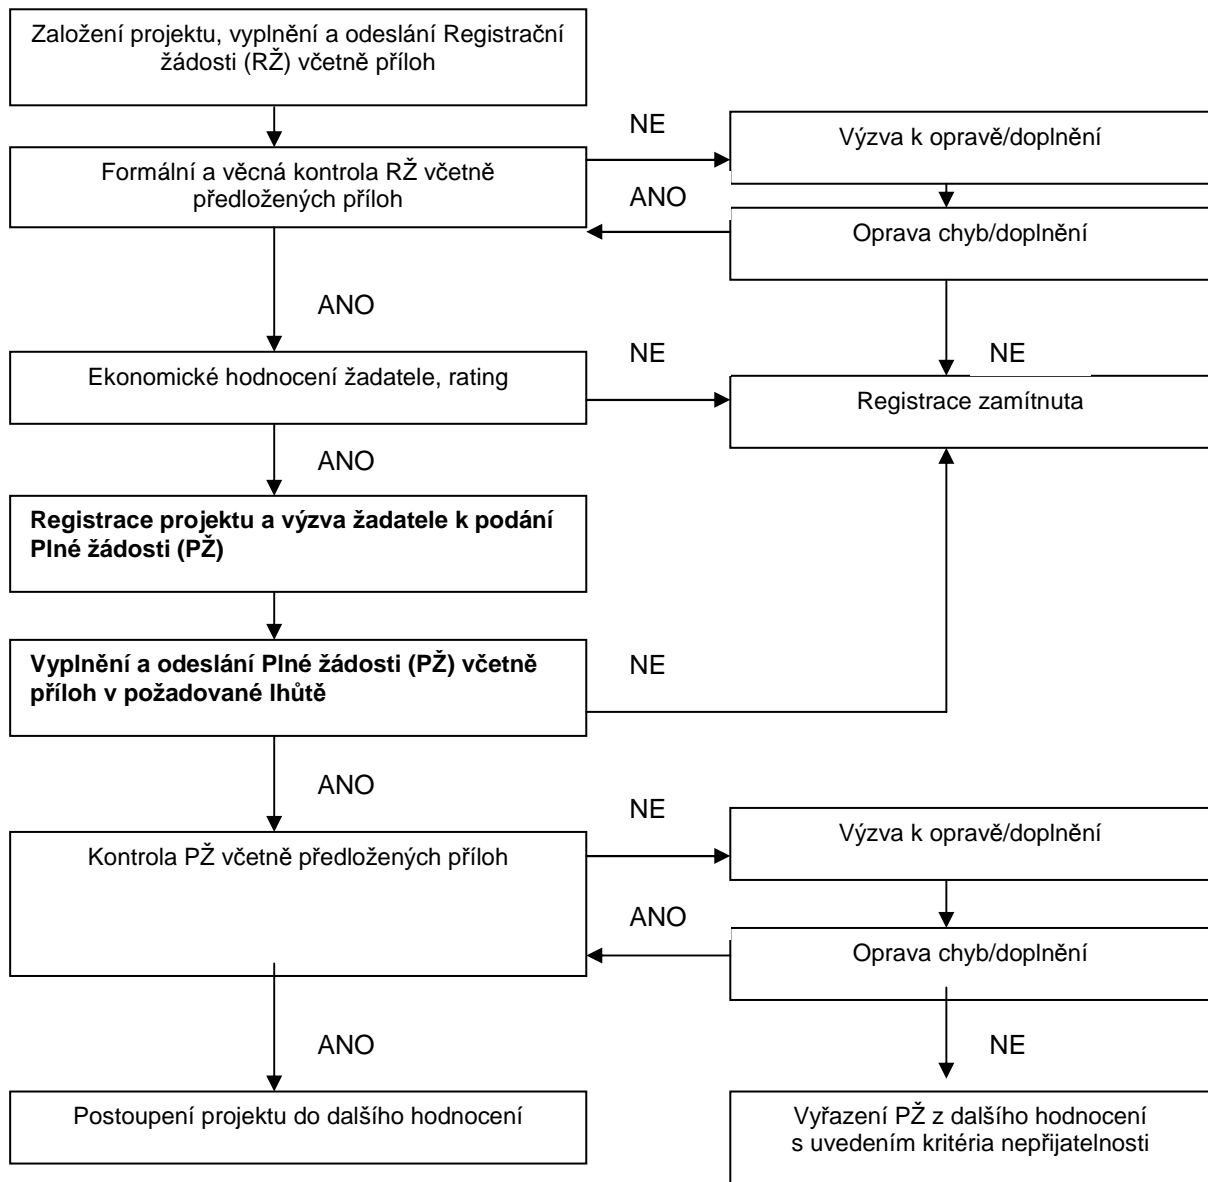 Založení projektu, vyplnění a odeslání Registrační
žádosti (RŽ) včetně příloh
NE
Výzva k opravě/doplnění
Formální a věcná kontrola RŽ včetně
předložených příloh
ANO
Oprava chyb/doplnění
ANO
NE
NE
Ekonomické hodnocení žadatele, rating
Registrace zamítnuta
ANO
Registrace projektu a výzva žadatele k podání
Plné žádosti (PŽ)
Vyplnění a odeslání Plné žádosti (PŽ) včetně
příloh v požadované lhůtě
NE
ANO
NE
Výzva k opravě/doplnění
Kontrola PŽ včetně předložených příloh
ANO
Oprava chyb/doplnění
ANO
NE
Postoupení projektu do dalšího hodnocení
Vyřazení PŽ z dalšího hodnocení
s uvedením kritéria nepřijatelnosti